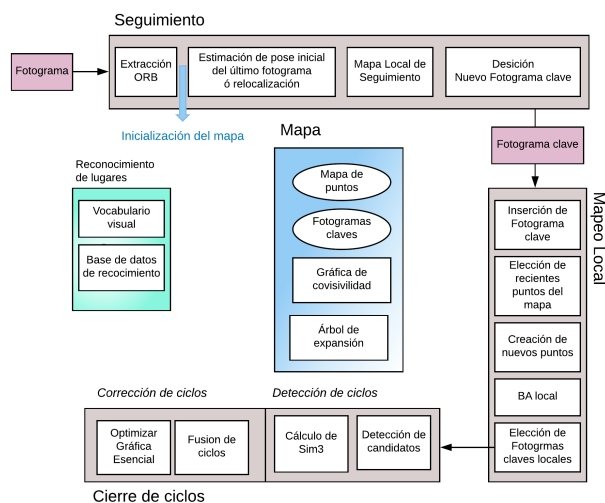 Seguimiento
Fotograma
Extracción
ORB
Estimación de pose inicial
del último fotograma
ó relocalización
Mapa Local de
Seguimiento
Desición
Nuevo Fotograma clave
Inicialización del mapa
Mapa
Fotograma clave
Reconocimiento
de lugares
Vocabulario
visual
Base de datos
de recocimiento
Mapa de
puntos
Fotogramas
claves
Gráfica de
covisivilidad
Árbol de
expansión
Mapeo Local
Inserción de
Fotograma
clave
Elección de
recientes
puntos del
mapa
Creación de
nuevos puntos
BA local
Elección de
Fotogrmas
claves locales
Corrección de ciclos
Detección de ciclos
Optimizar
Gráfica
Esencial
Fusion de
ciclos
Cálculo de
Sim3
Detección de
candidatos
Cierre de ciclos